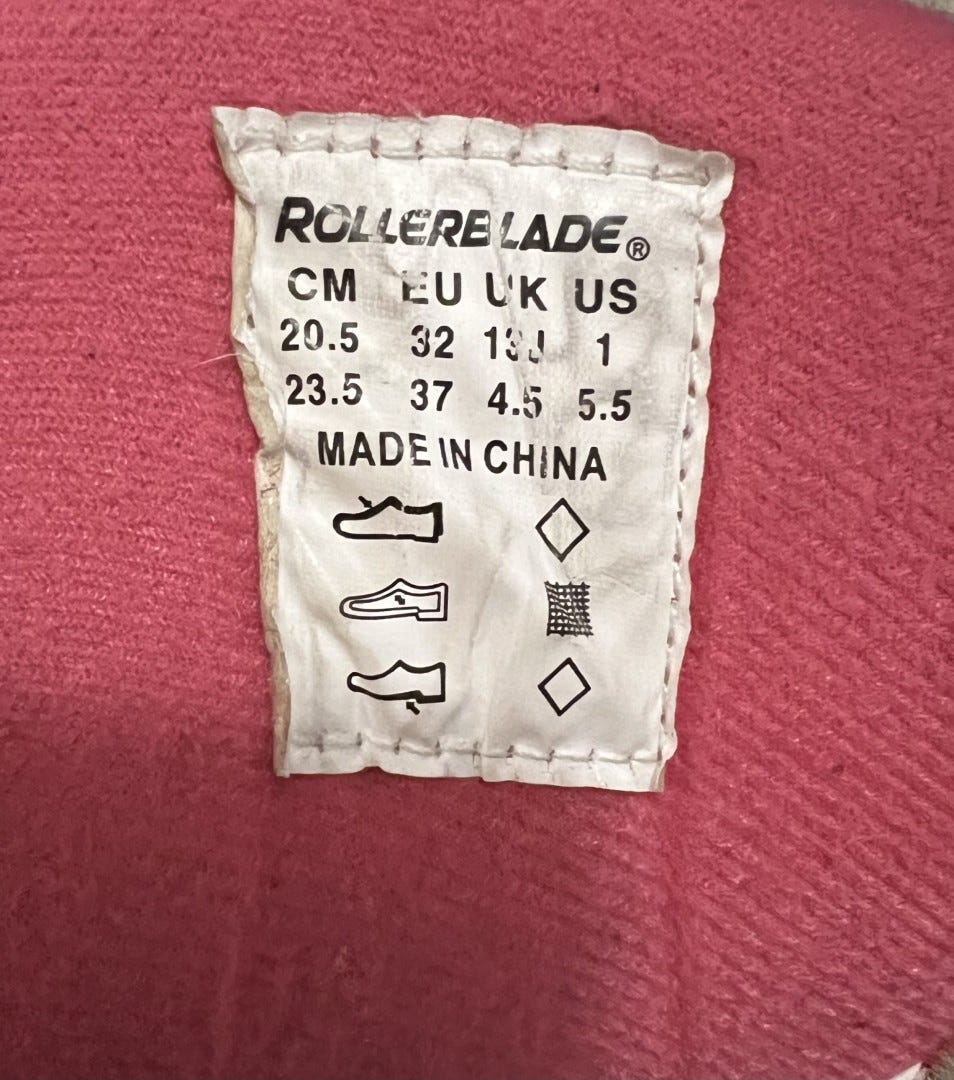 ROLLERBLADE®
CM EU UK US
20.5 32 13J 1
23.5 37 4.5 5.5
MADE IN CHINA